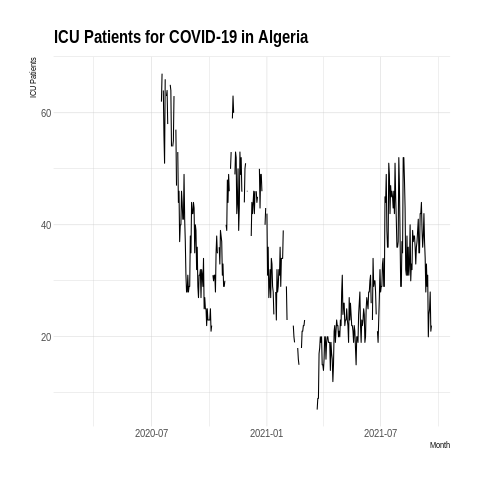 ICU Patients for COVID-19 in Algeria
ICU Patients
60
40
20
2020-07
2021-01
2021-07
Month